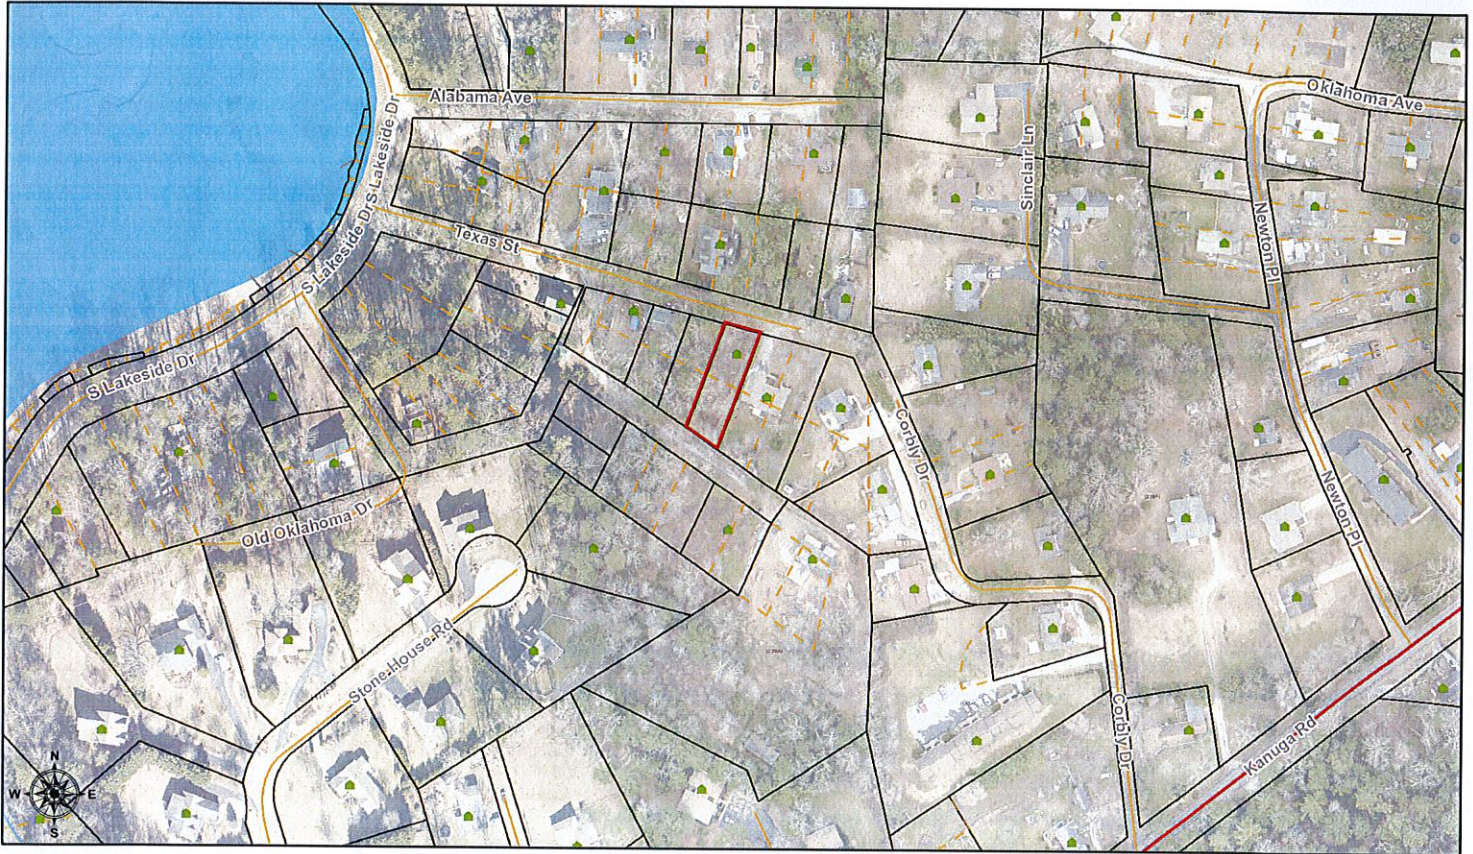 Alabama Ave
Oklahoma Ave
S Lakeside Dr
Sinclair Ln
Texas St
S Lakeside Dr
Newton Pl
S Lakeside Dr
Corbly Dr
Newton Pl
Old Oklahoma Dr
Stone House Rd
Corbly Dr
Kanuga Rd
N
W
E
S